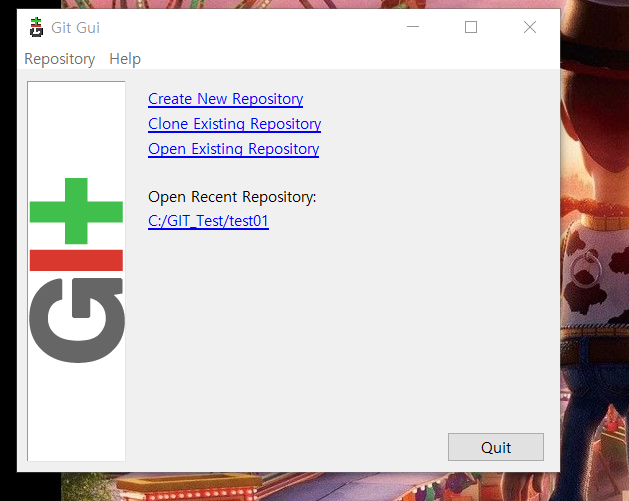 Git Gui
Repository Help
Create New Repository
Clone Existing Repository
Open Existing Repository
Open Recent Repository:
C:/GIT_Test/test01
GIT
Quit